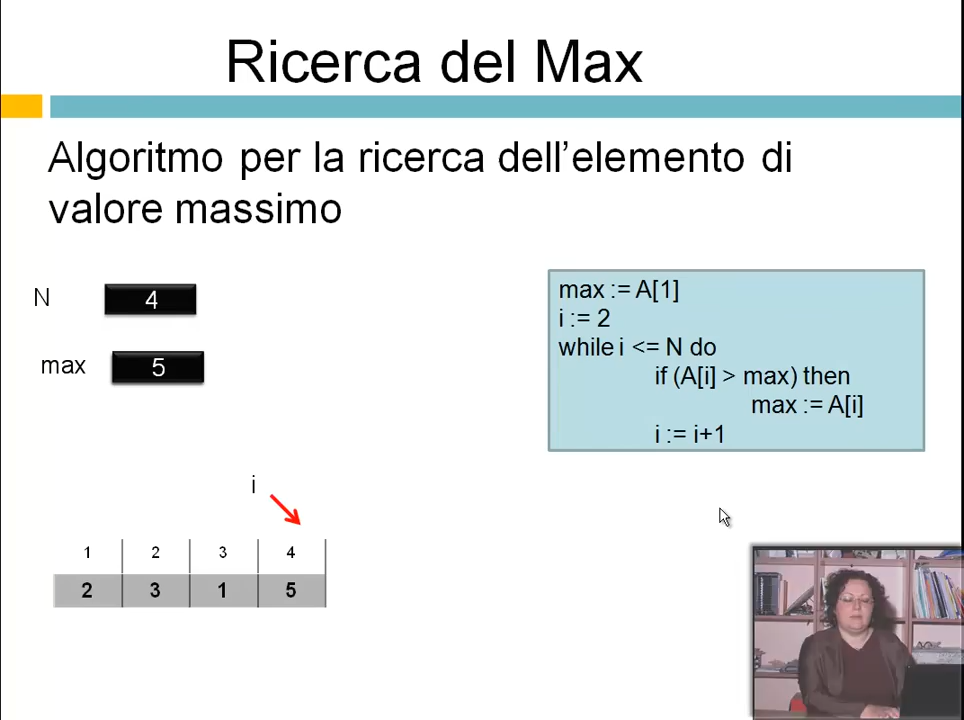 Ricerca del Max
Algoritmo per la ricerca dell’elemento di
valore massimo
N 4
max 5
max := A[1]
i := 2
while i <= N do
if (A[i] > max) then
max := A[i]
i := i+1
i
1 2 3 4
2 3 1 5